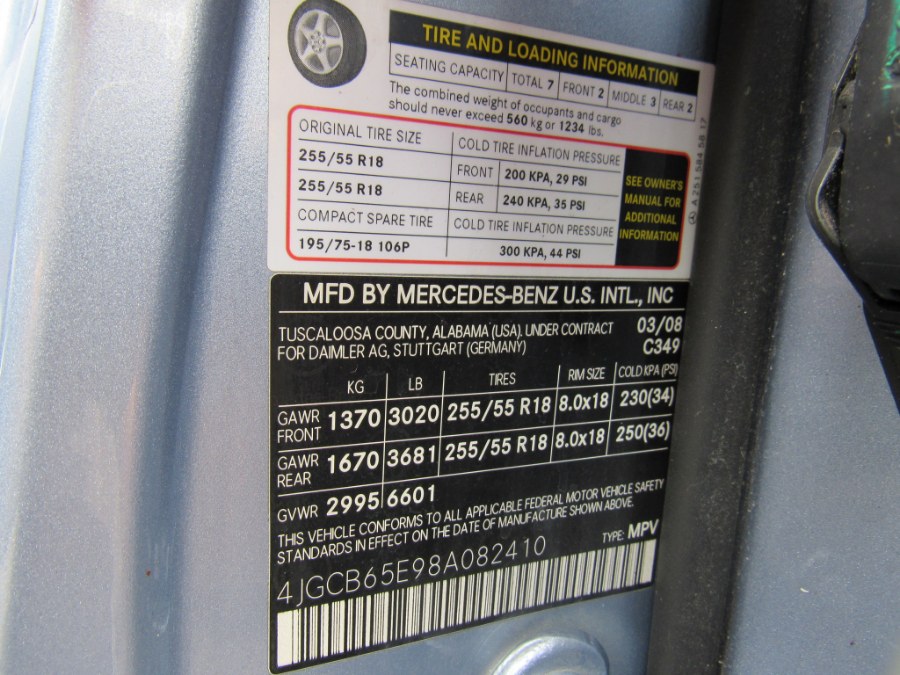 TIRE AND LOADING INFORMATION
SEATING CAPACITY TOTAL 7 FRONT 2 MIDDLE 3 REAR 2
The combined weight of occupants and cargo
should never exceed 560 kg or 1234 lbs.
ORIGINAL TIRE SIZE COLD TIRE INFLATION PRESSURE
255/55 R18 FRONT 200 KPA, 29 PSI
255/55 R18 REAR 240 KPA, 35 PSI
COMPACT SPARE TIRE COLD TIRE INFLATION PRESSURE
195/75-18 106P 300 KPA, 44 PSI
SEE OWNER'S
MANUAL FOR
ADDITIONAL
INFORMATION
A 251 584 58 17
MFD BY MERCEDES-BENZ U.S. INTL., INC
TUSCALOOSA COUNTY, ALABAMA (USA). UNDER CONTRACT 03/08
FOR DAIMLER AG, STUTTGART (GERMANY) C349
KG LB TIRES RIM SIZE COLD KPA (PSI)
GAWR
FRONT 1370 3020 255/55 R18 8.0x18 230(34)
GAWR
REAR 1670 3681 255/55 R18 8.0x18 250(36)
GVWR 2995 6601
THIS VEHICLE CONFORMS TO ALL APPLICABLE FEDERAL MOTOR VEHICLE SAFETY
STANDARDS IN EFFECT ON THE DATE OF MANUFACTURE SHOWN ABOVE.
4JGCB65E98A082410 TYPE: MPV